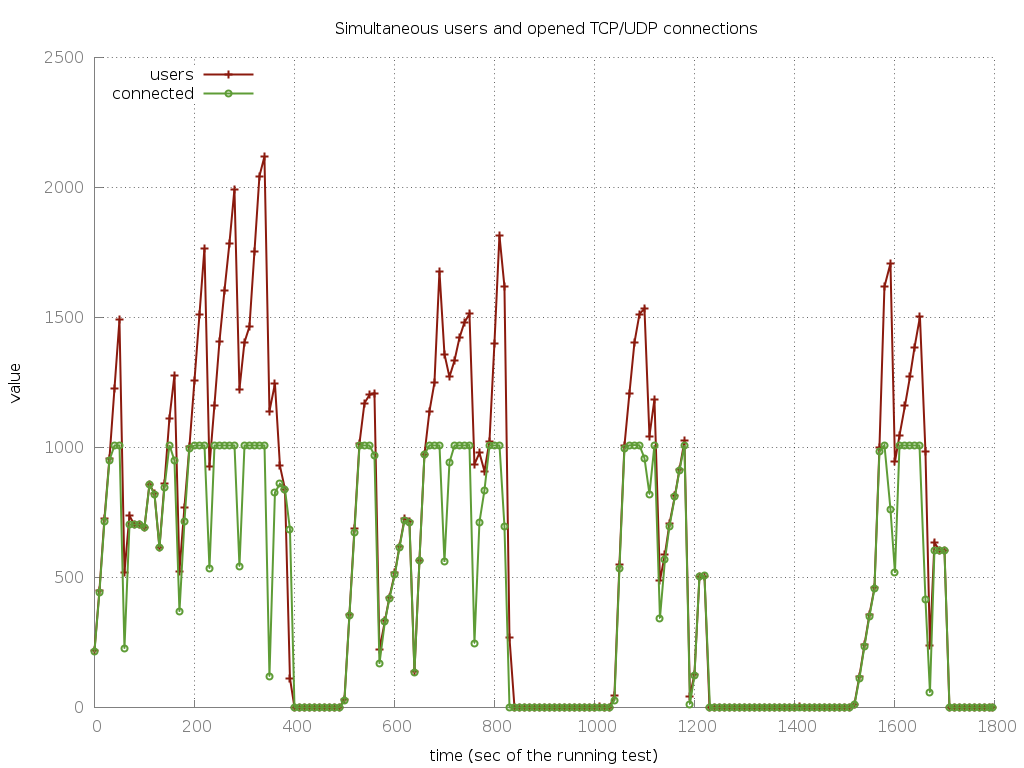 Simultaneous users and opened TCP/UDP connections
2500
users
connected
2000
1500
value
1000
500
0
0 200 400 600 800 1000 1200 1400 1600 1800
time (sec of the running test)